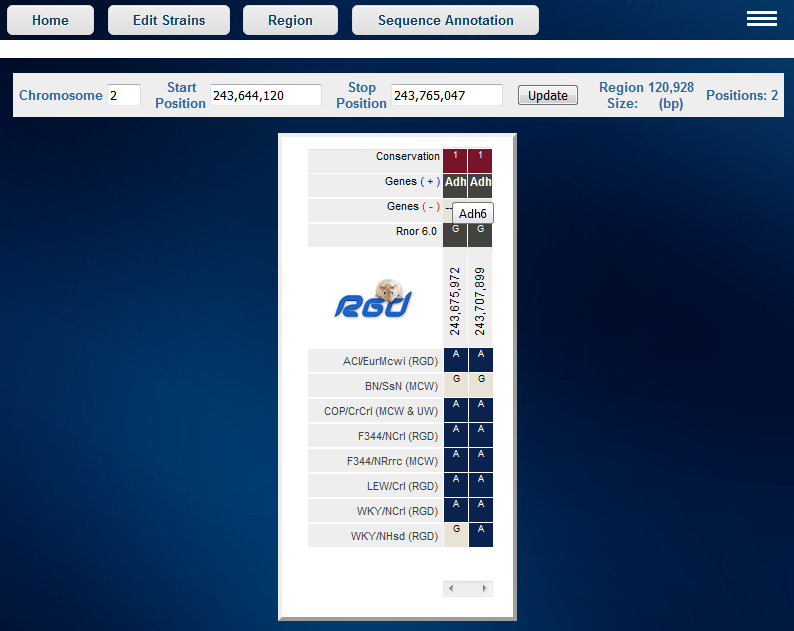 Home Edit Strains Region Sequence Annotation
Chromosome 2 Start Position 243,644,120 Stop Position 243,765,047 Update Region Size: 120,928 (bp) Positions: 2
Conservation 1 1
Genes ( + ) Adh Adh
Genes ( - ) --
Adh6
Rnor 6.0 G G
RGD
243,675,972 243,707,899
ACI/EurMcwi (RGD) A A
BN/SsN (MCW) G G
COP/CrCrl (MCW & UW) A A
F344/NCrl (RGD) A A
F344/NRrrc (MCW) A A
LEW/Crl (RGD) A A
WKY/NCrl (RGD) A A
WKY/NHsd (RGD) G A